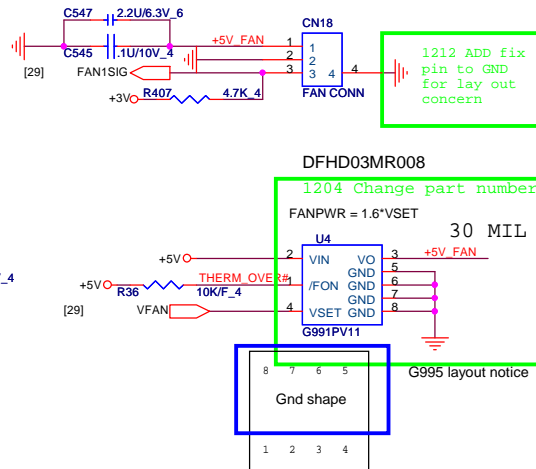 C547 2.2U/6.3V_6
CN18
+5V_FAN
1 1
2 2
3 3 4 4
C545 .1U/10V_4
[29]
FAN1SIG
FAN CONN
+3V R407 4.7K_4
1212 ADD fix
pin to GND
for lay out
concern
DFHD03MR008
1204 Change part number
FANPWR = 1.6*VSET
30 MIL
U4
+5V 2 VIN VO 3 +5V_FAN
GND 5
_4 +5V R36 10K/F_4 THERM_OVER# 1 /FON GND 6
GND 7
[29] VFAN 4 VSET GND 8
G991PV11
G995 layout notice
8 7 6 5
Gnd shape
1 2 3 4